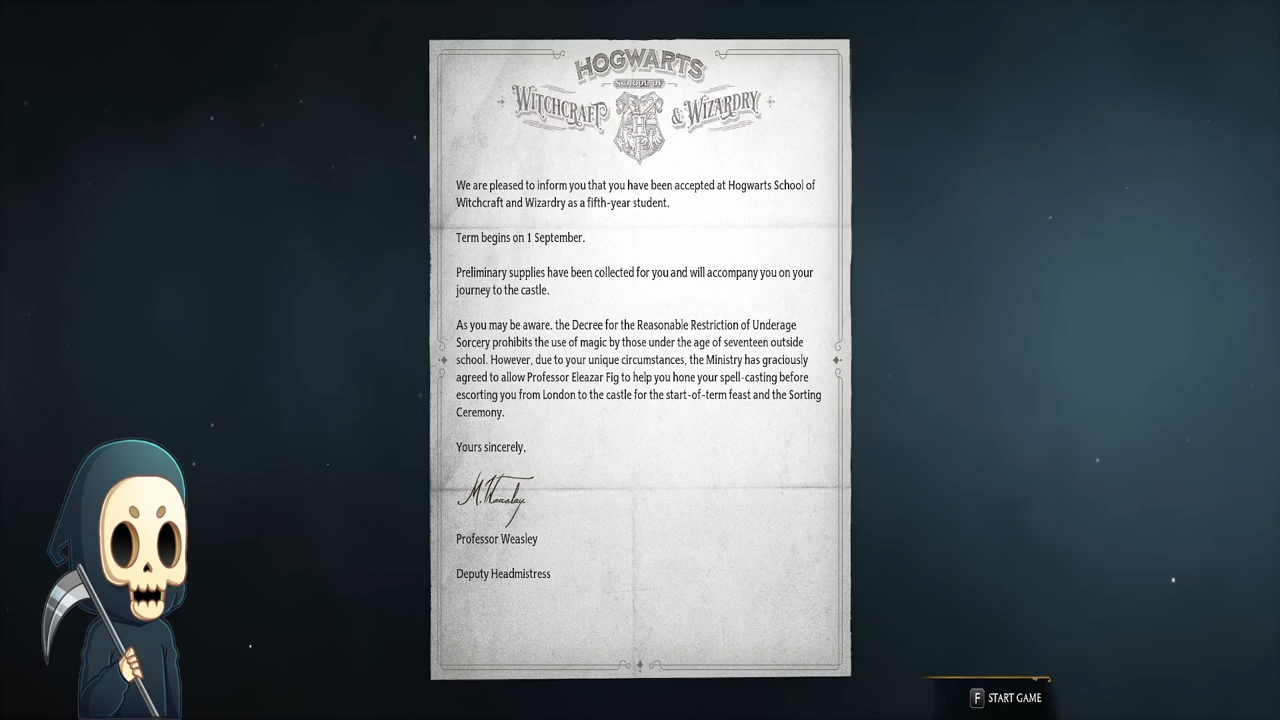 HOGWARTS
SCHOOL OF
WITCHCRAFT & WIZARDRY
H
We are pleased to inform you that you have been accepted at Hogwarts School of
Witchcraft and Wizardry as a fifth-year student.
Term begins on 1 September.
Preliminary supplies have been collected for you and will accompany you on your
journey to the castle.
As you may be aware, the Decree for the Reasonable Restriction of Underage
Sorcery prohibits the use of magic by those under the age of seventeen outside
school. However, due to your unique circumstances, the Ministry has graciously
agreed to allow Professor Eleazar Fig to help you hone your spell-casting before
escorting you from London to the castle for the start-of-term feast and the Sorting
Ceremony.
Yours sincerely,
M. Weasley
Professor Weasley
Deputy Headmistress
F START GAME